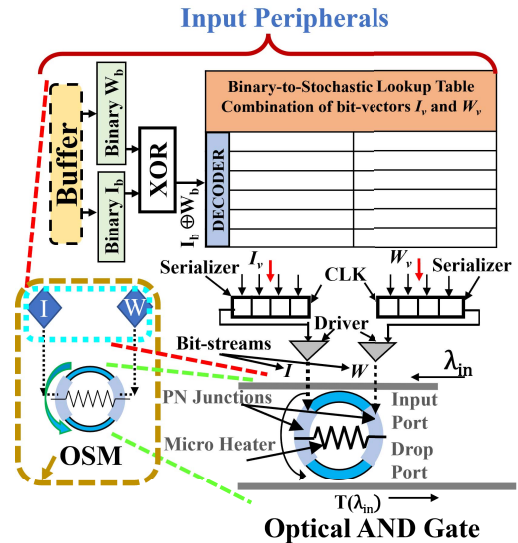 Input Peripherals
Buffer
Binary W_b
Binary I_b
XOR
I_b ⊕W_b
Binary-to-Stochastic Lookup Table
Combination of bit-vectors I_v and W_v
DECODER
I_v
W_v
Serializer
CLK
Serializer
Driver
Bit-streams
I
W
λ_in
I
W
PN Junctions
Input
Port
Micro Heater
Drop
Port
OSM
T(λ_in)
Optical AND Gate